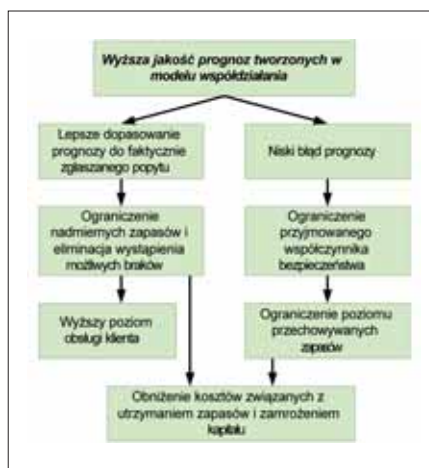 Wyższa jakość prognoz tworzonych w
modelu współdziałania
Lepsze dopasowanie
prognozy do faktycznie
zgłaszanego popytu
Niski błąd prognozy
Ograniczenie
nadmiernych zapasów i
eliminacja wystąpienia
możliwych braków
Ograniczenie
przyjmowanego
współczynnika
bezpieczeństwa
Wyższy poziom
obsługi klienta
Ograniczenie poziomu
przechowywanych
zapasów
Obniżenie kosztów związanych z
utrzymaniem zapasów i zamrożeniem
kapitału